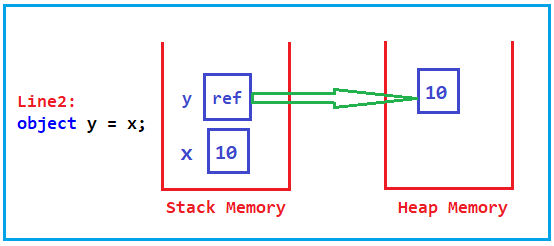 Line2:
object y = x;
y ref
x 10
10
Stack Memory
Heap Memory